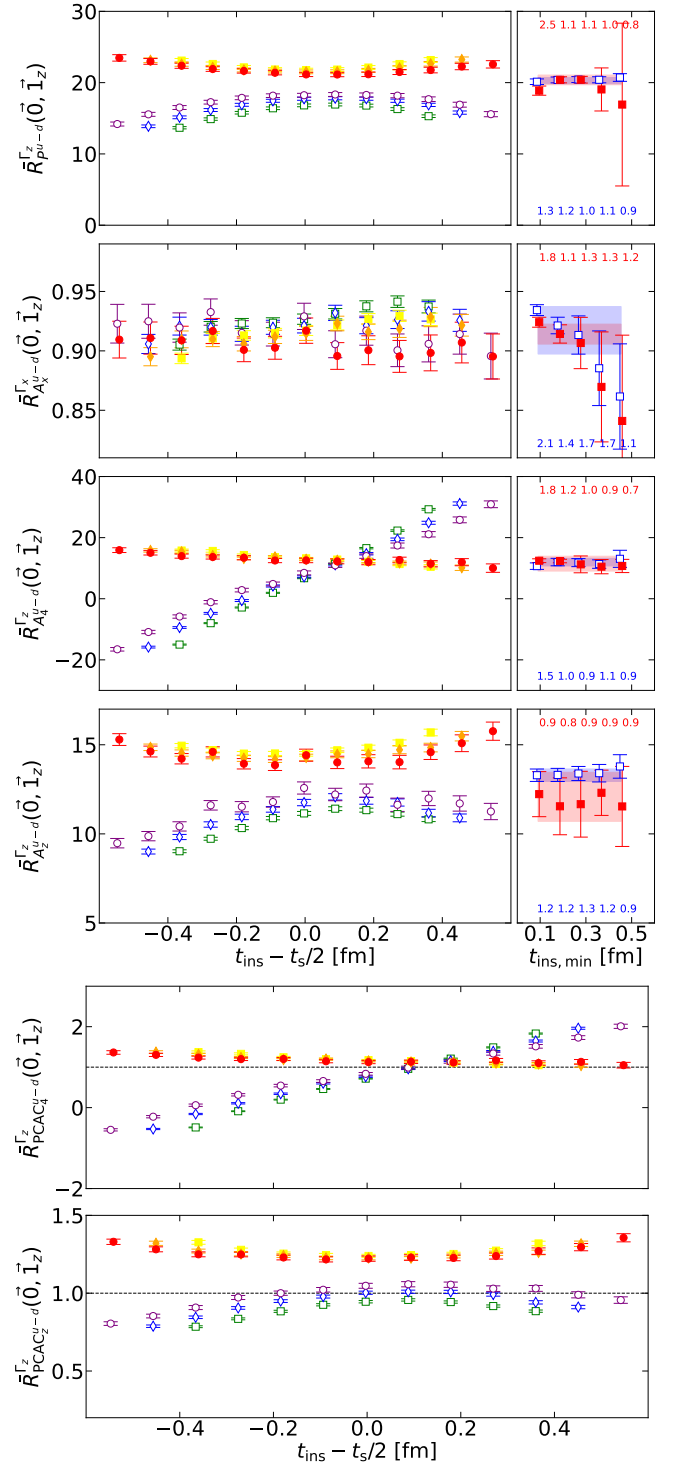 30
20
10
0
R̄^{Γ_z}_{P^{u−d}}(0⃗, 1⃗_z)
2.5 1.1 1.1 1.0 0.8
1.3 1.2 1.0 1.1 0.9
0.95
0.90
0.85
R̄^{Γ_x}_{A_x^{u−d}}(0⃗, 1⃗_z)
1.8 1.1 1.3 1.3 1.2
2.1 1.4 1.7 1.7 1.1
40
20
0
−20
R̄^{Γ_z}_{A_4^{u−d}}(0⃗, 1⃗_z)
1.8 1.2 1.0 0.9 0.7
1.5 1.0 0.9 1.1 0.9
15
10
5
R̄^{Γ_z}_{A_z^{u−d}}(0⃗, 1⃗_z)
0.9 0.8 0.9 0.9 0.9
1.2 1.2 1.3 1.2 0.9
−0.4 −0.2 0.0 0.2 0.4
0.1 0.3 0.5
t_ins − t_s/2 [fm]
t_ins,min [fm]
2
0
−2
R̄^{Γ_z}_{PCAC_4^{u−d}}(0⃗, 1⃗_z)
1.5
1.0
0.5
R̄^{Γ_z}_{PCAC_z^{u−d}}(0⃗, 1⃗_z)
−0.4 −0.2 0.0 0.2 0.4
t_ins − t_s/2 [fm]